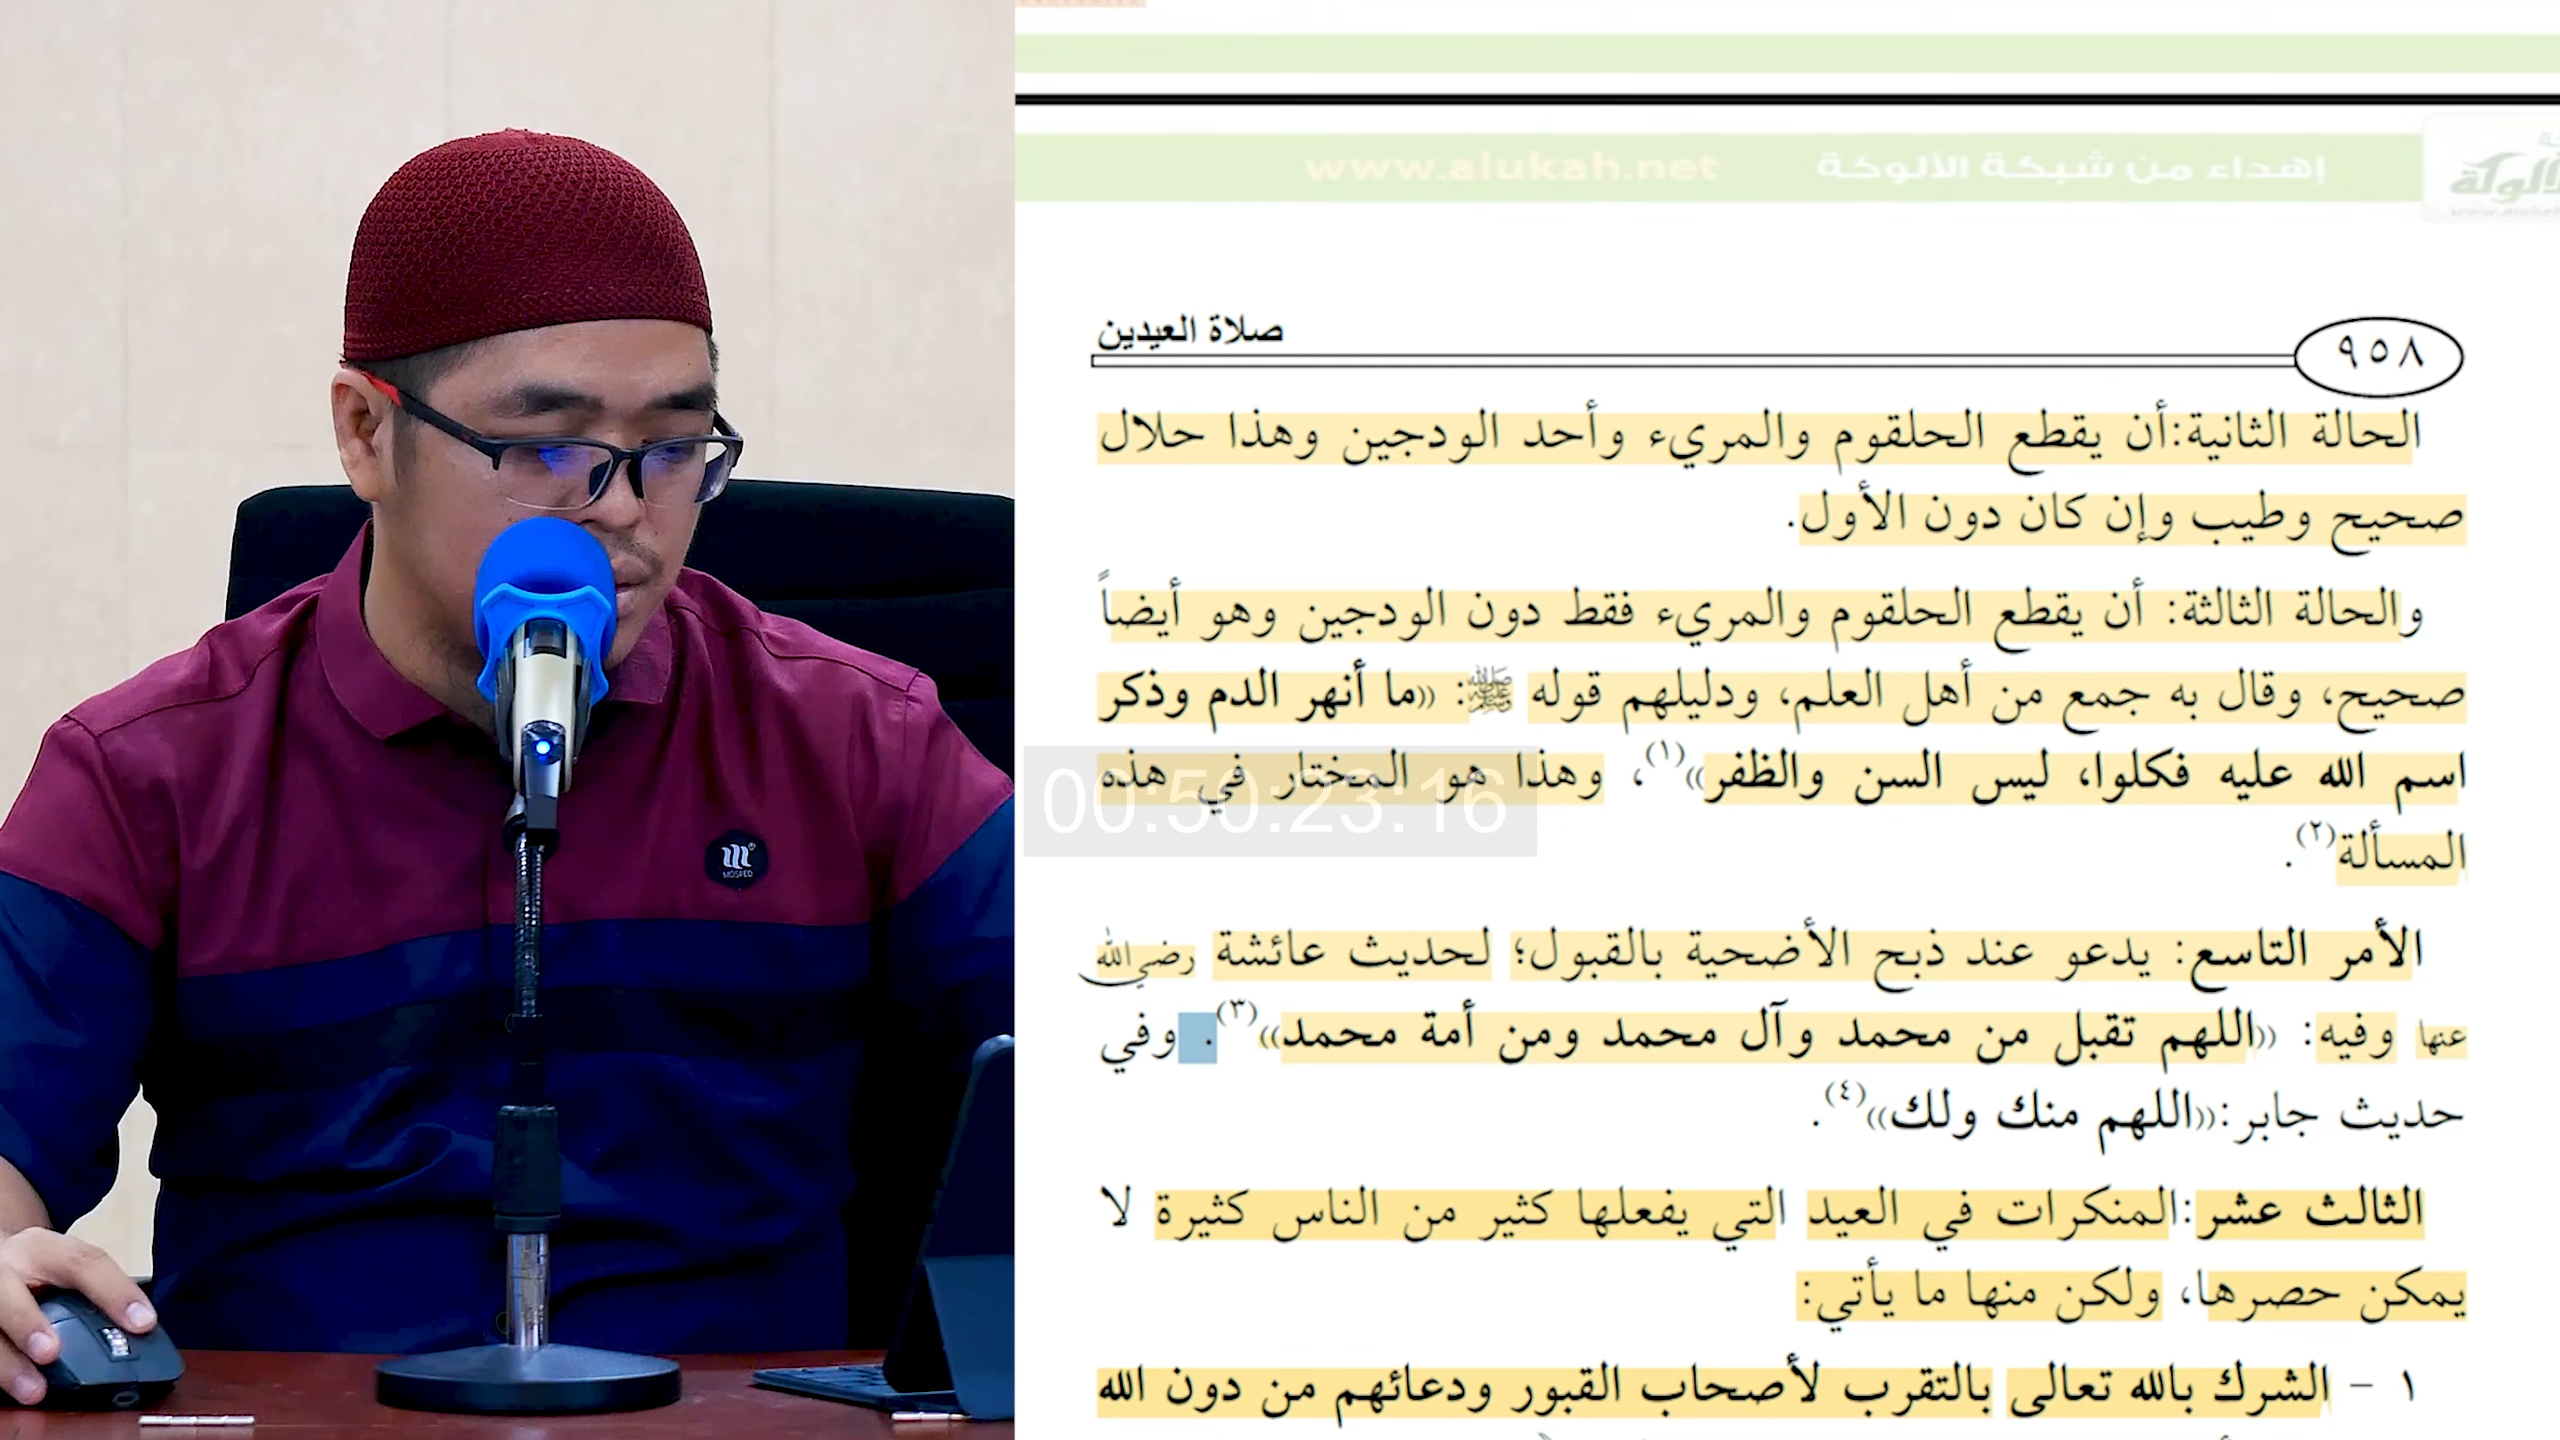 www.alukah.net إهداء من شبكة الألوكة
صلاة العيدين
٩٥٨
الحالة الثانية:أن يقطع الحلقوم والمريء وأحد الودجين وهذا حلال
صحيح وطيب وإن كان دون الأول.
والحالة الثالثة: أن يقطع الحلقوم والمريء فقط دون الودجين وهو أيضاً
صحيح، وقال به جمع من أهل العلم، ودليلهم قوله ﷺ: ((ما أنهر الدم وذكر
اسم الله عليه فكلوا، ليس السن والظفر))(١)، وهذا هو المختار في هذه
المسألة(٢).
00:50:23:16
الأمر التاسع: يدعو عند ذبح الأضحية بالقبول؛ لحديث عائشة رضي الله
عنها وفيه: ((اللهم تقبل من محمد وآل محمد ومن أمة محمد))(٣). وفي
حديث جابر:((اللهم منك ولك))(٤).
الثالث عشر:المنكرات في العيد التي يفعلها كثير من الناس كثيرة لا
يمكن حصرها، ولكن منها ما يأتي:
١ - الشرك بالله تعالى بالتقرب لأصحاب القبور ودعائهم من دون الله
MOSFED